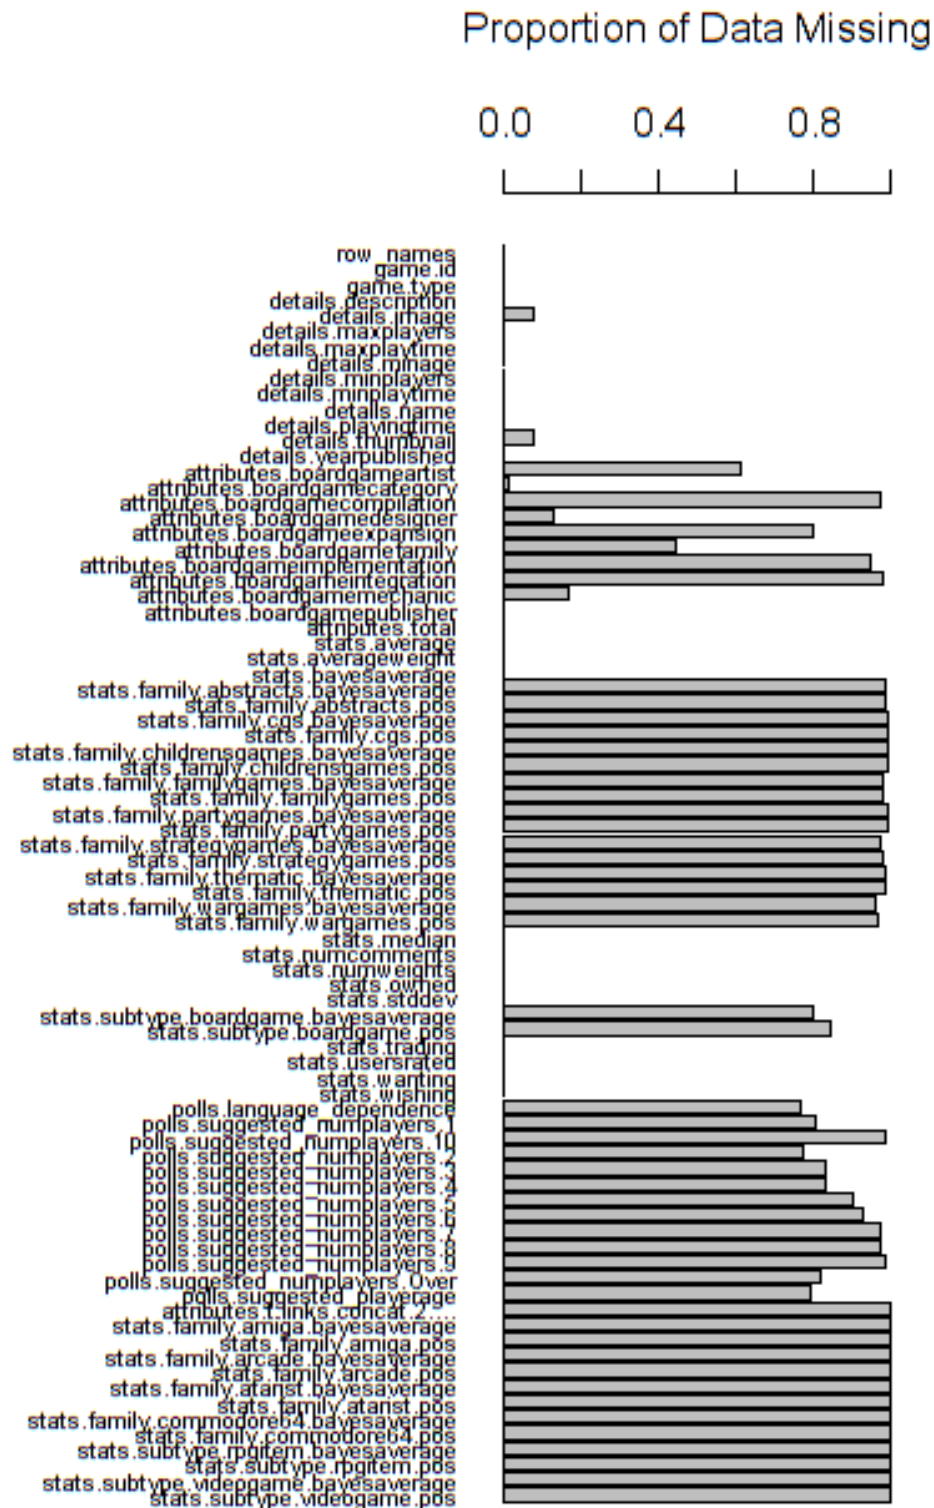 Proportion of Data Missing
0.0 0.4 0.8
row_names
game.id
game.type
details.description
details.image
details.maxplayers
details.maxplaytime
details.minage
details.minplayers
details.minplaytime
details.name
details.playingtime
details.thumbnail
details.yearpublished
attributes.boardgameartist
attributes.boardgamecategory
attributes.boardgamecompilation
attributes.boardgamedesigner
attributes.boardgameexpansion
attributes.boardgamefamily
attributes.boardgameimplementation
attributes.boardgameintegration
attributes.boardgamemechanic
attributes.boardgamepublisher
attributes.total
stats.average
stats.averageweight
stats.bayesaverage
stats.family.abstracts.bayesaverage
stats.family.abstracts.pos
stats.family.cgs.bayesaverage
stats.family.cgs.pos
stats.family.childrensgames.bayesaverage
stats.family.childrensgames.pos
stats.family.familygames.bayesaverage
stats.family.familygames.pos
stats.family.partygames.bayesaverage
stats.family.partygames.pos
stats.family.strategygames.bayesaverage
stats.family.strategygames.pos
stats.family.thematic.bayesaverage
stats.family.thematic.pos
stats.family.wargames.bayesaverage
stats.family.wargames.pos
stats.median
stats.numcomments
stats.numweights
stats.owned
stats.stddev
stats.subtype.boardgame.bayesaverage
stats.subtype.boardgame.pos
stats.trading
stats.usersrated
stats.wanting
stats.wishing
polls.language_dependence
polls.suggested_numplayers.1
polls.suggested_numplayers.10
polls.suggested_numplayers.2
polls.suggested_numplayers.3
polls.suggested_numplayers.4
polls.suggested_numplayers.5
polls.suggested_numplayers.6
polls.suggested_numplayers.7
polls.suggested_numplayers.8
polls.suggested_numplayers.9
polls.suggested_numplayers.Over
polls.suggested_playerage
attributes.t.links.concat.2....
stats.family.amiga.bayesaverage
stats.family.amiga.pos
stats.family.arcade.bayesaverage
stats.family.arcade.pos
stats.family.atarist.bayesaverage
stats.family.atarist.pos
stats.family.commodore64.bayesaverage
stats.family.commodore64.pos
stats.subtype.rpgitem.bayesaverage
stats.subtype.rpgitem.pos
stats.subtype.videogame.bayesaverage
stats.subtype.videogame.pos